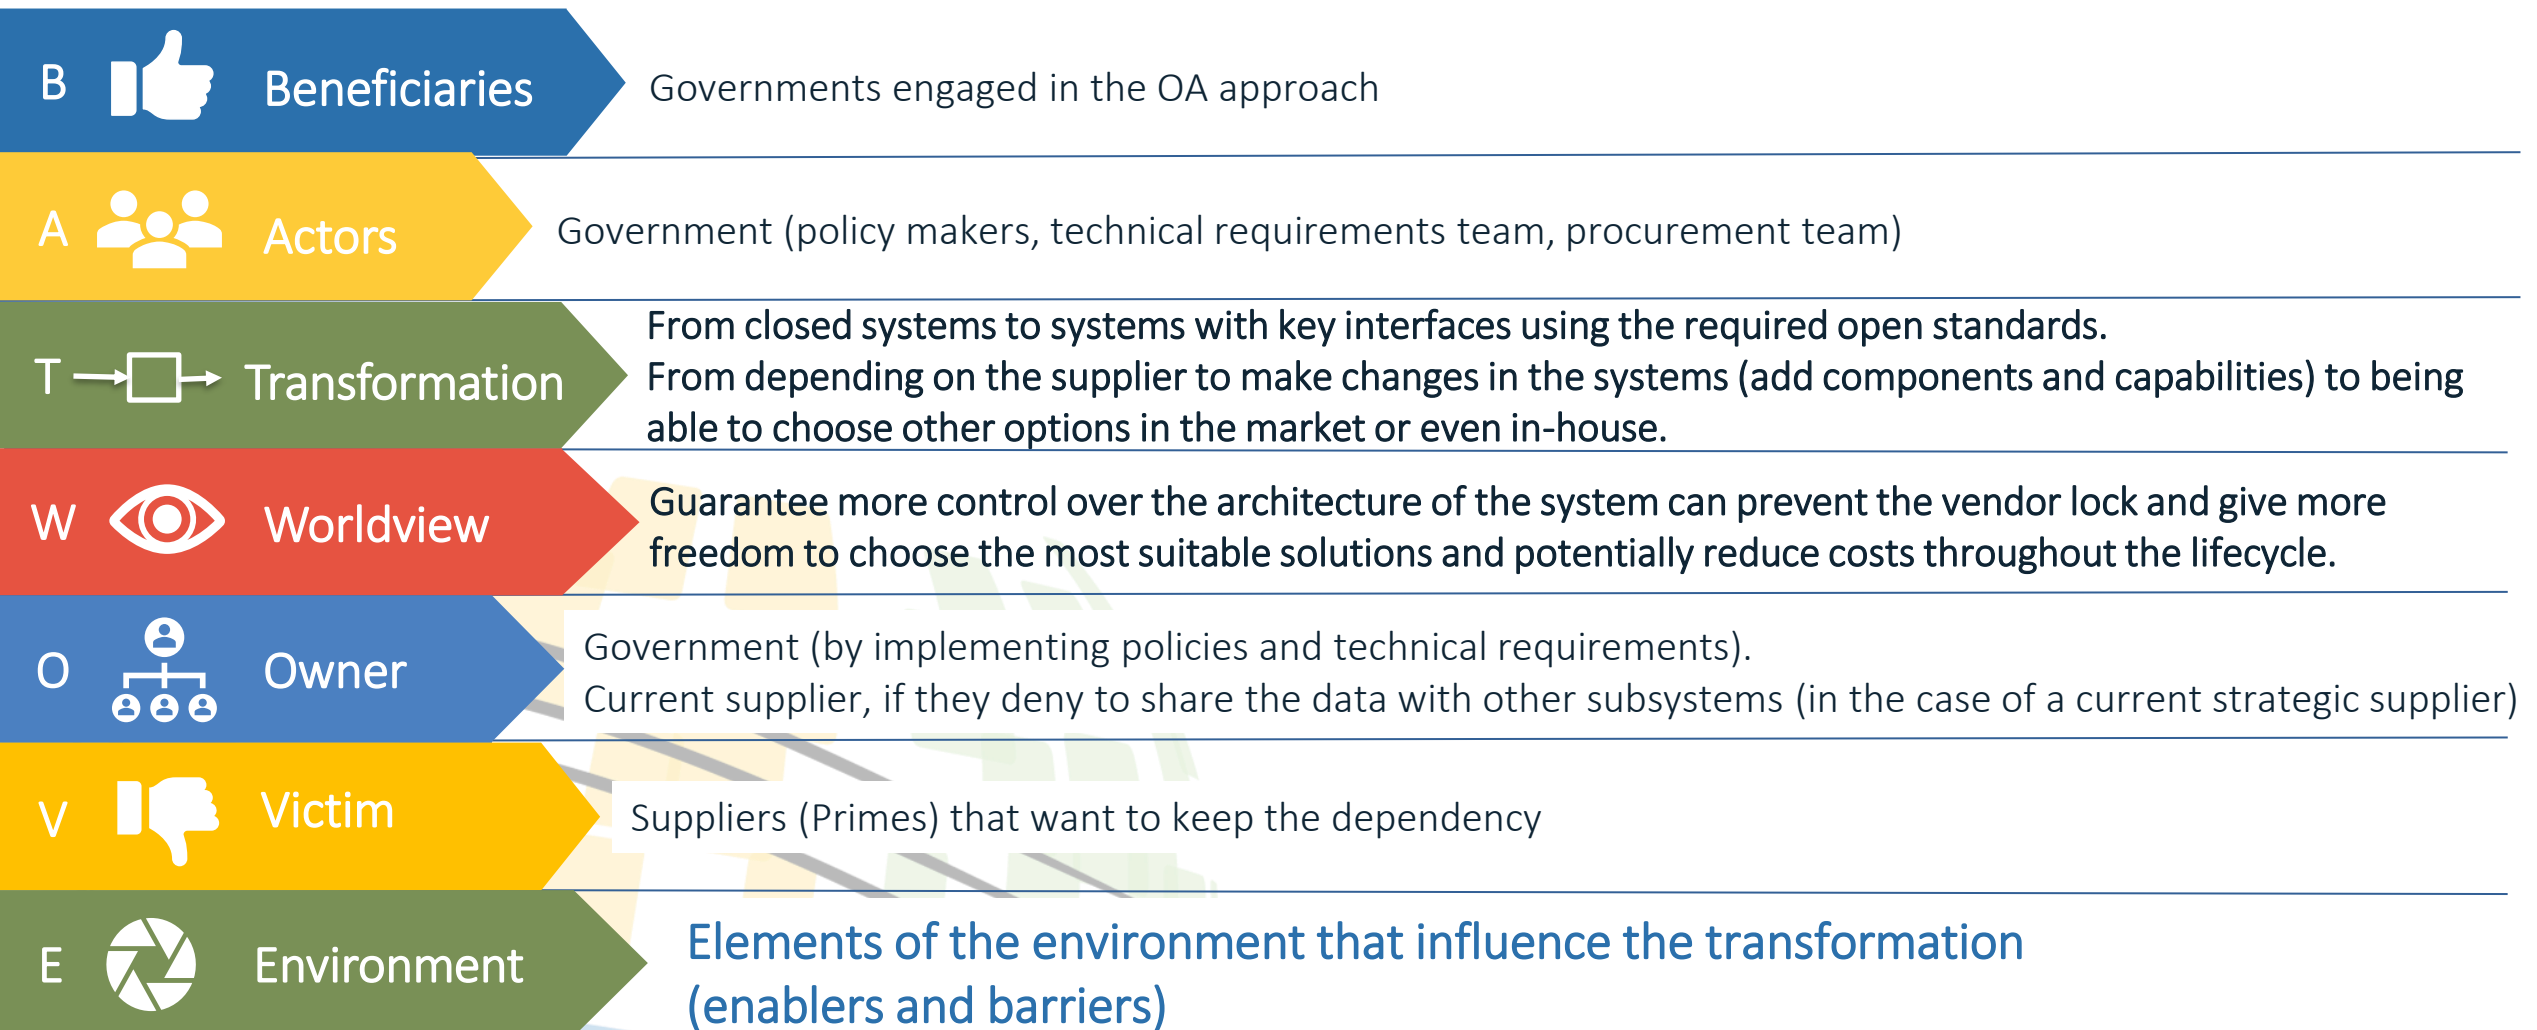 B Beneficiaries Governments engaged in the OA approach
A Actors Government (policy makers, technical requirements team, procurement team)
From closed systems to systems with key interfaces using the required open standards.
T Transformation From depending on the supplier to make changes in the systems (add components and capabilities) to being
able to choose other options in the market or even in-house.
W Worldview Guarantee more control over the architecture of the system can prevent the vendor lock and give more
freedom to choose the most suitable solutions and potentially reduce costs throughout the lifecycle.
O Owner Government (by implementing policies and technical requirements).
Current supplier, if they deny to share the data with other subsystems (in the case of a current strategic supplier)
V Victim Suppliers (Primes) that want to keep the dependency
E Environment Elements of the environment that influence the transformation
(enablers and barriers)